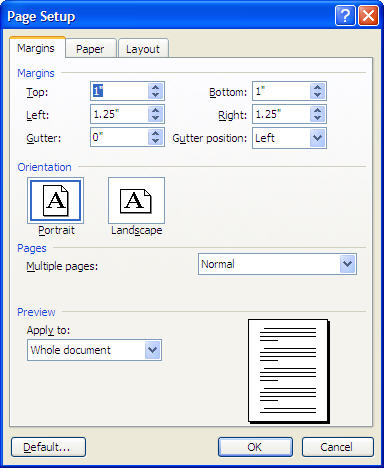 Page Setup
Margins Paper Layout
Margins
Top: 1" Bottom: 1"
Left: 1.25" Right: 1.25"
Gutter: 0" Gutter position: Left
Orientation
A A
Portrait Landscape
Pages
Multiple pages: Normal
Preview
Apply to:
Whole document
Default... OK Cancel